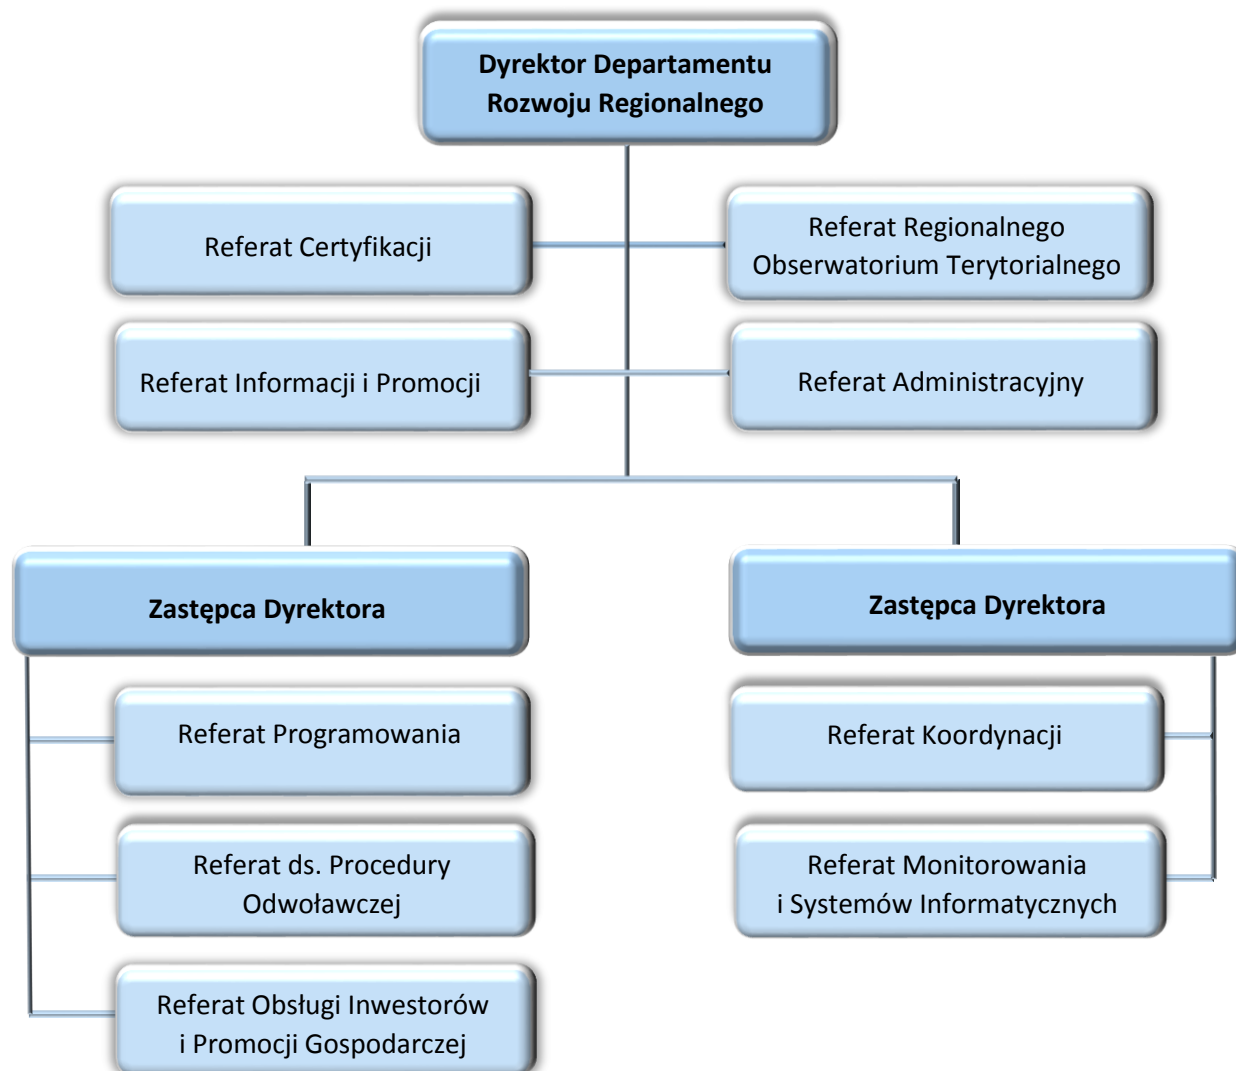 Dyrektor Departamentu
Rozwoju Regionalnego
Referat Certyfikacji
Referat Regionalnego
Obserwatorium Terytorialnego
Referat Informacji i Promocji
Referat Administracyjny
Zastępca Dyrektora
Zastępca Dyrektora
Referat Programowania
Referat Koordynacji
Referat ds. Procedury
Odwoławczej
Referat Monitorowania
i Systemów Informatycznych
Referat Obsługi Inwestorów
i Promocji Gospodarczej